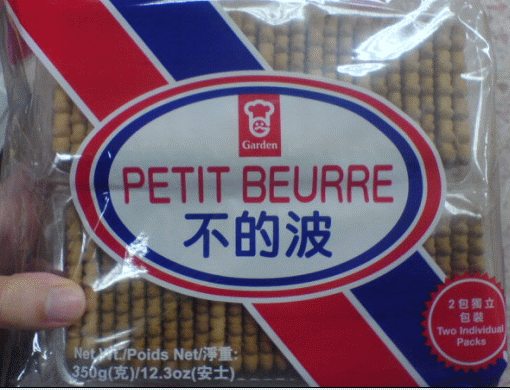 Garden
PETIT BEURRE
不的波
2包獨立
包裝
Two Individual
Packs
Net Wt./Poids Net/淨重:
350g(克)/12.3oz(安士)